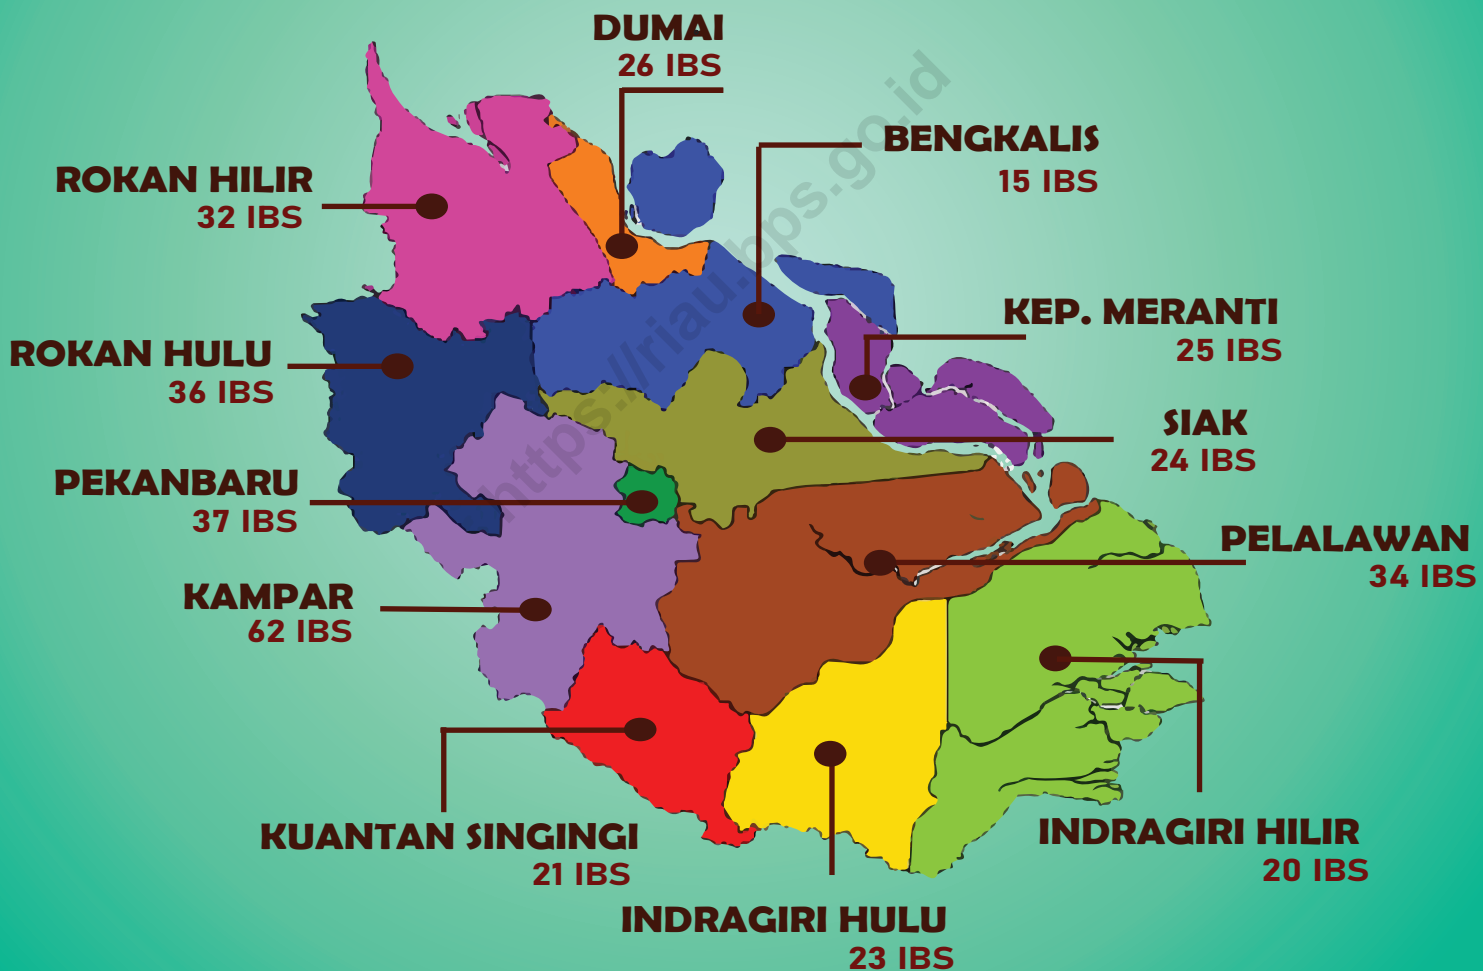 DUMAI
26 IBS
BENGKALIS
15 IBS
ROKAN HILIR
32 IBS
KEP. MERANTI
25 IBS
ROKAN HULU
36 IBS
SIAK
24 IBS
PEKANBARU
37 IBS
PELALAWAN
34 IBS
KAMPAR
62 IBS
KUANTAN SINGINGI
21 IBS
INDRAGIRI HILIR
20 IBS
INDRAGIRI HULU
23 IBS
https://riau.bps.go.id